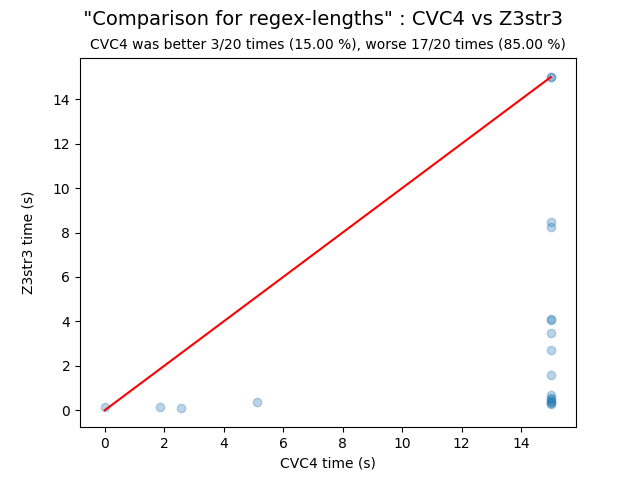 "Comparison for regex-lengths" : CVC4 vs Z3str3
CVC4 was better 3/20 times (15.00 %), worse 17/20 times (85.00 %)
14
12
10
8
6
4
2
0
Z3str3 time (s)
0 2 4 6 8 10 12 14
CVC4 time (s)